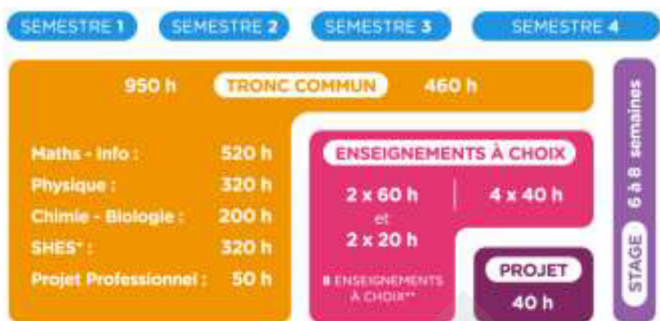 SEMESTRE 1
SEMESTRE 2
SEMESTRE 3
SEMESTRE 4
950 h TRONC COMMUN 460 h
Maths - Info : 520 h
Physique : 320 h
Chimie - Biologie : 200 h
SHES* : 320 h
Projet Professionnel : 50 h
ENSEIGNEMENTS À CHOIX
2 x 60 h
et
2 x 20 h
4 x 40 h
8 ENSEIGNEMENTS
À CHOIX**
PROJET
40 h
STAGE 6 à 8 semaines